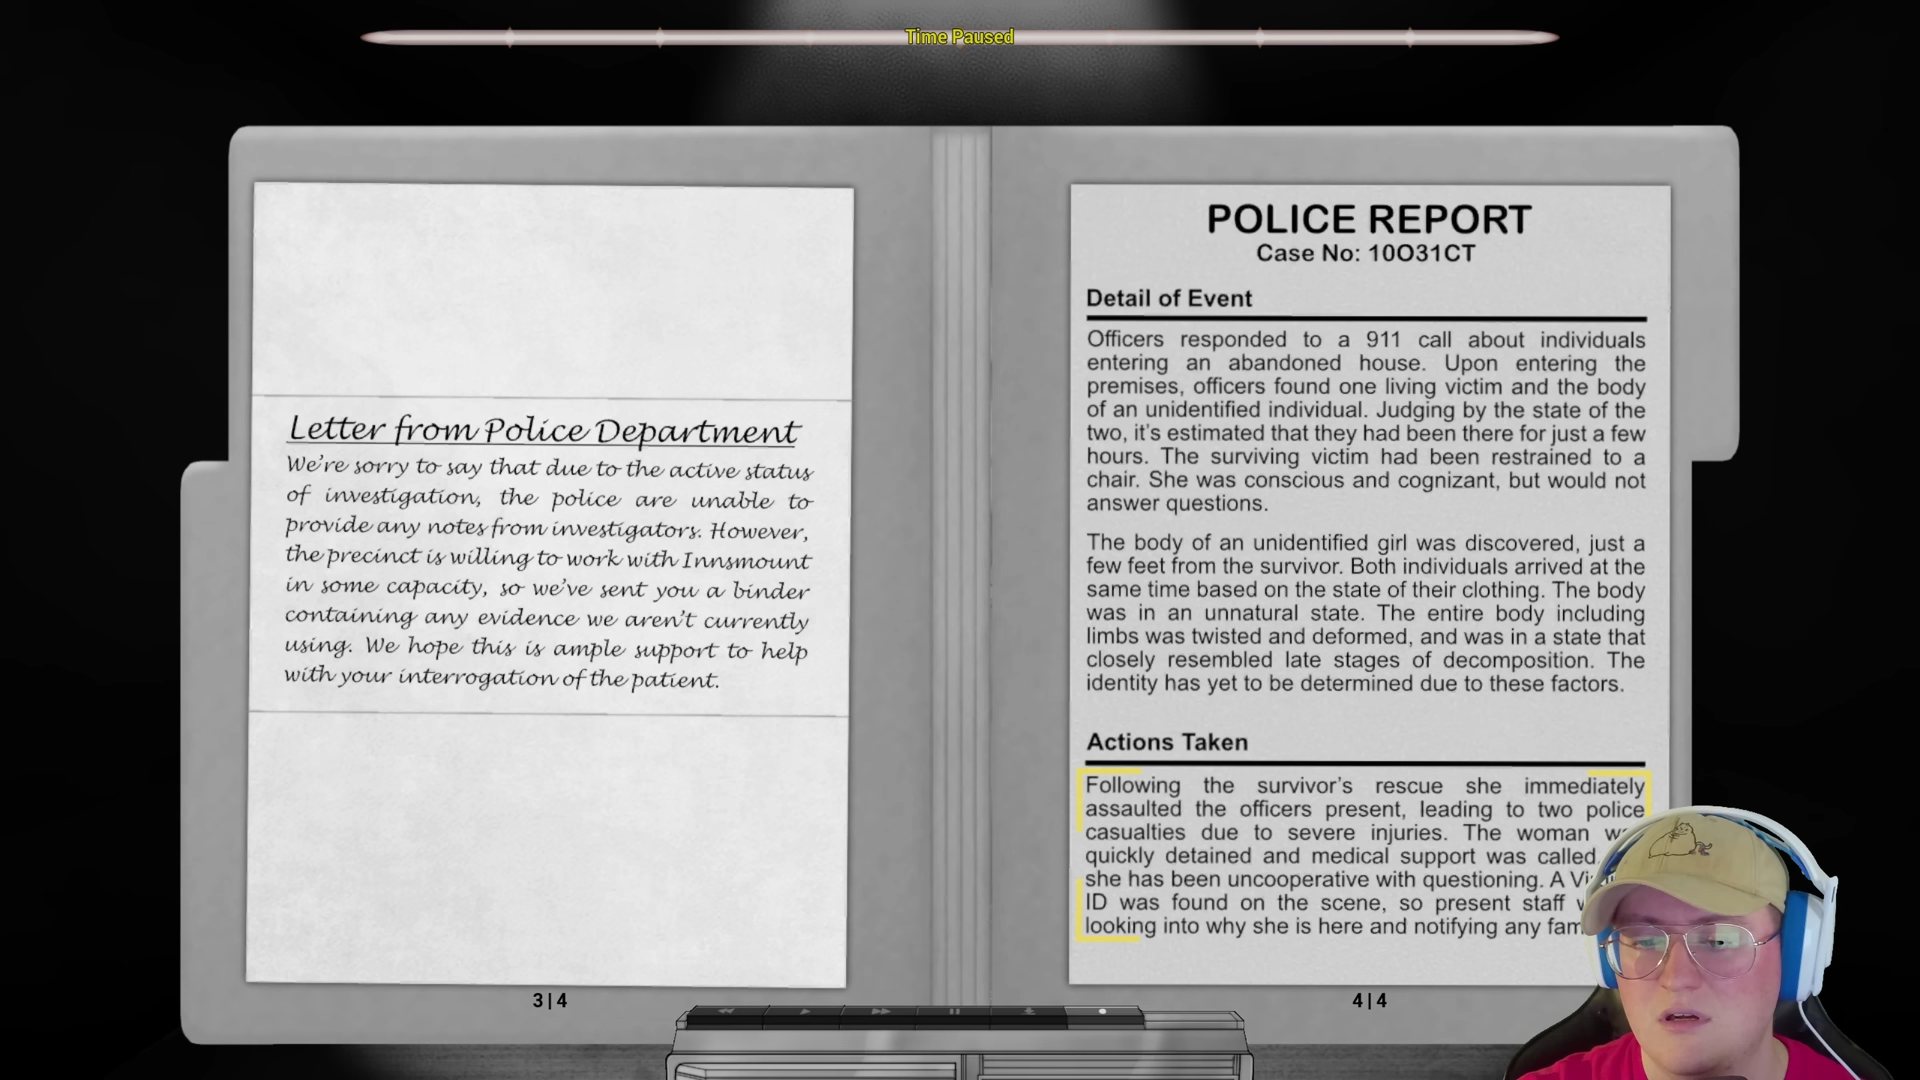 Time Paused
Letter from Police Department
We're sorry to say that due to the active status
of investigation, the police are unable to
provide any notes from investigators. However,
the precinct is willing to work with Innsmount
in some capacity, so we've sent you a binder
containing any evidence we aren't currently
using. We hope this is ample support to help
with your interrogation of the patient.
3|4
POLICE REPORT
Case No: 10O31CT
Detail of Event
Officers responded to a 911 call about individuals
entering an abandoned house. Upon entering the
premises, officers found one living victim and the body
of an unidentified individual. Judging by the state of the
two, it's estimated that they had been there for just a few
hours. The surviving victim had been restrained to a
chair. She was conscious and cognizant, but would not
answer questions.
The body of an unidentified girl was discovered, just a
few feet from the survivor. Both individuals arrived at the
same time based on the state of their clothing. The body
was in an unnatural state. The entire body including
limbs was twisted and deformed, and was in a state that
closely resembled late stages of decomposition. The
identity has yet to be determined due to these factors.
Actions Taken
Following the survivor's rescue she immediately
assaulted the officers present, leading to two police
casualties due to severe injuries. The woman
quickly detained and medical support was called.
she has been uncooperative with questioning. A
ID was found on the scene, so present staff
looking into why she is here and notifying any
4|4